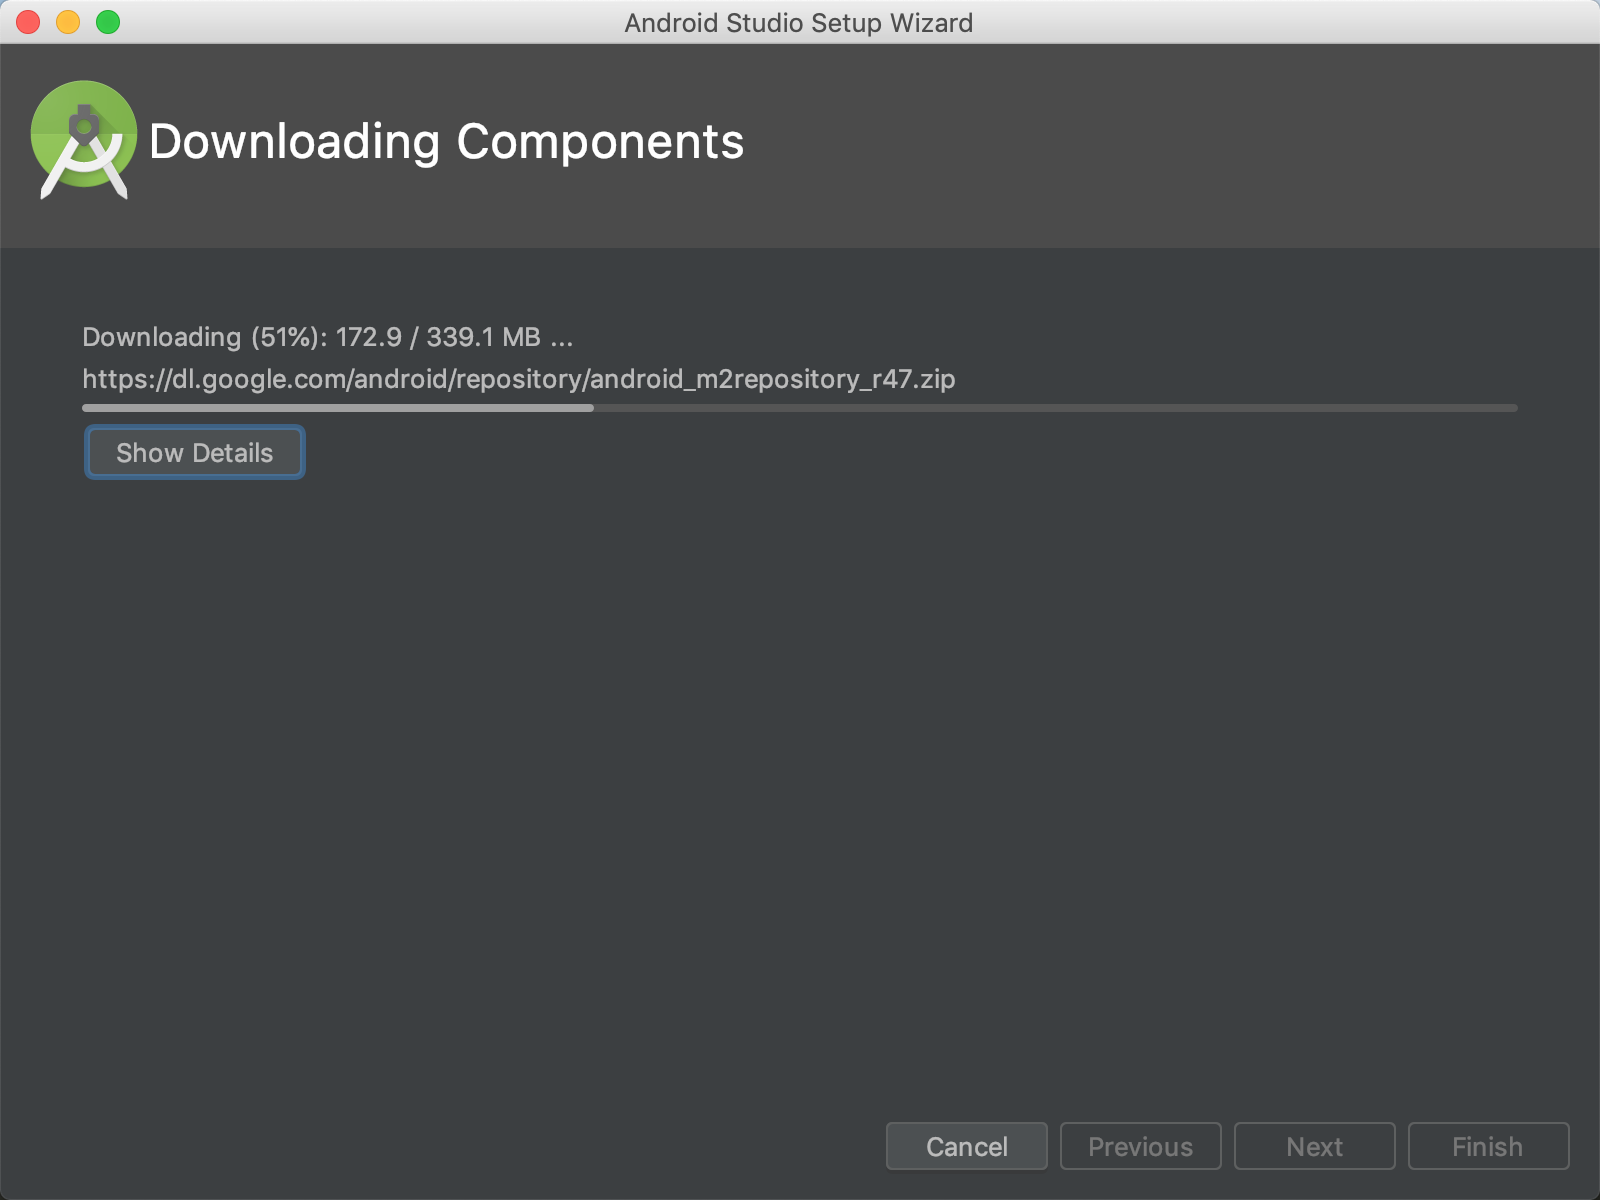 Android Studio Setup Wizard
Downloading Components
Downloading (51%): 172.9 / 339.1 MB ...
https://dl.google.com/android/repository/android_m2repository_r47.zip
Show Details
Cancel Previous Next Finish